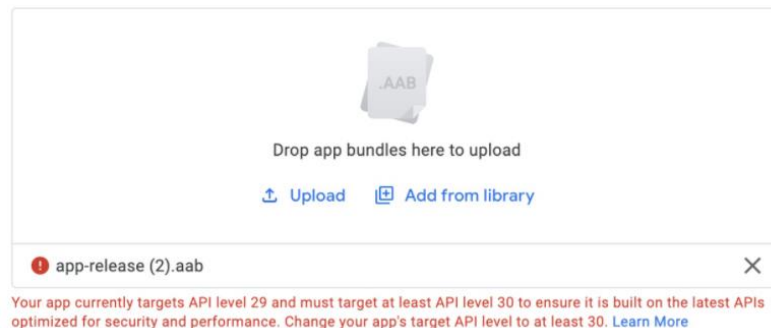 .AAB
Drop app bundles here to upload
Upload Add from library
app-release (2).aab
Your app currently targets API level 29 and must target at least API level 30 to ensure it is built on the latest APIs
optimized for security and performance. Change your app's target API level to at least 30. Learn More